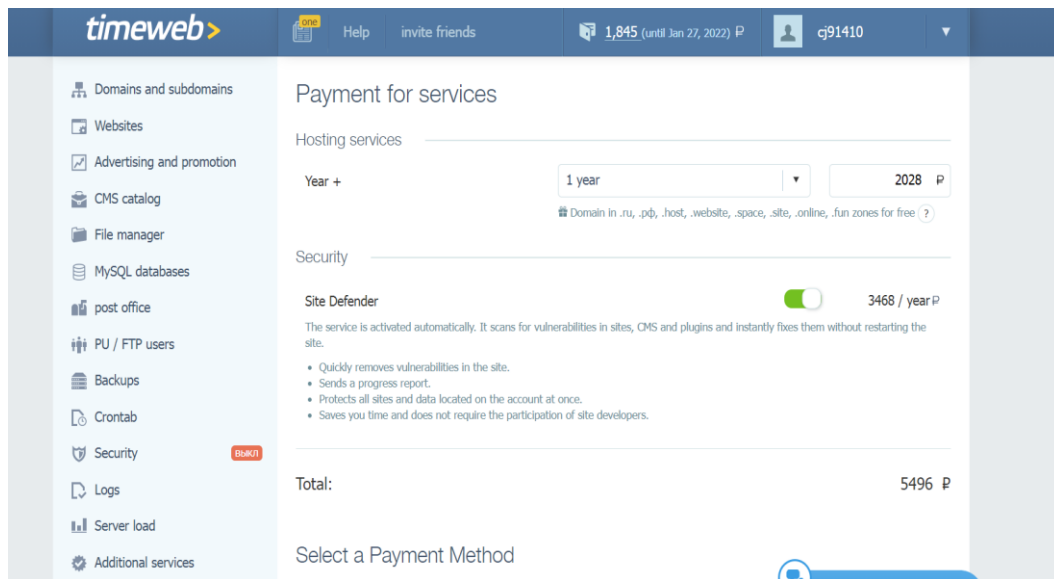 timeweb>
one
Help
invite friends
1,845 (until Jan 27, 2022) ₽
cj91410
Domains and subdomains
Websites
Advertising and promotion
CMS catalog
File manager
MySQL databases
post office
PU / FTP users
Backups
Crontab
Security ВЫКЛ
Logs
Server load
Additional services
Payment for services
Hosting services
Year +
1 year
2028 ₽
Domain in .ru, .рф, .host, .website, .space, .site, .online, .fun zones for free ?
Security
Site Defender
3468 / year ₽
The service is activated automatically. It scans for vulnerabilities in sites, CMS and plugins and instantly fixes them without restarting the
site.
• Quickly removes vulnerabilities in the site.
• Sends a progress report.
• Protects all sites and data located on the account at once.
• Saves you time and does not require the participation of site developers.
Total:
5496 ₽
Select a Payment Method